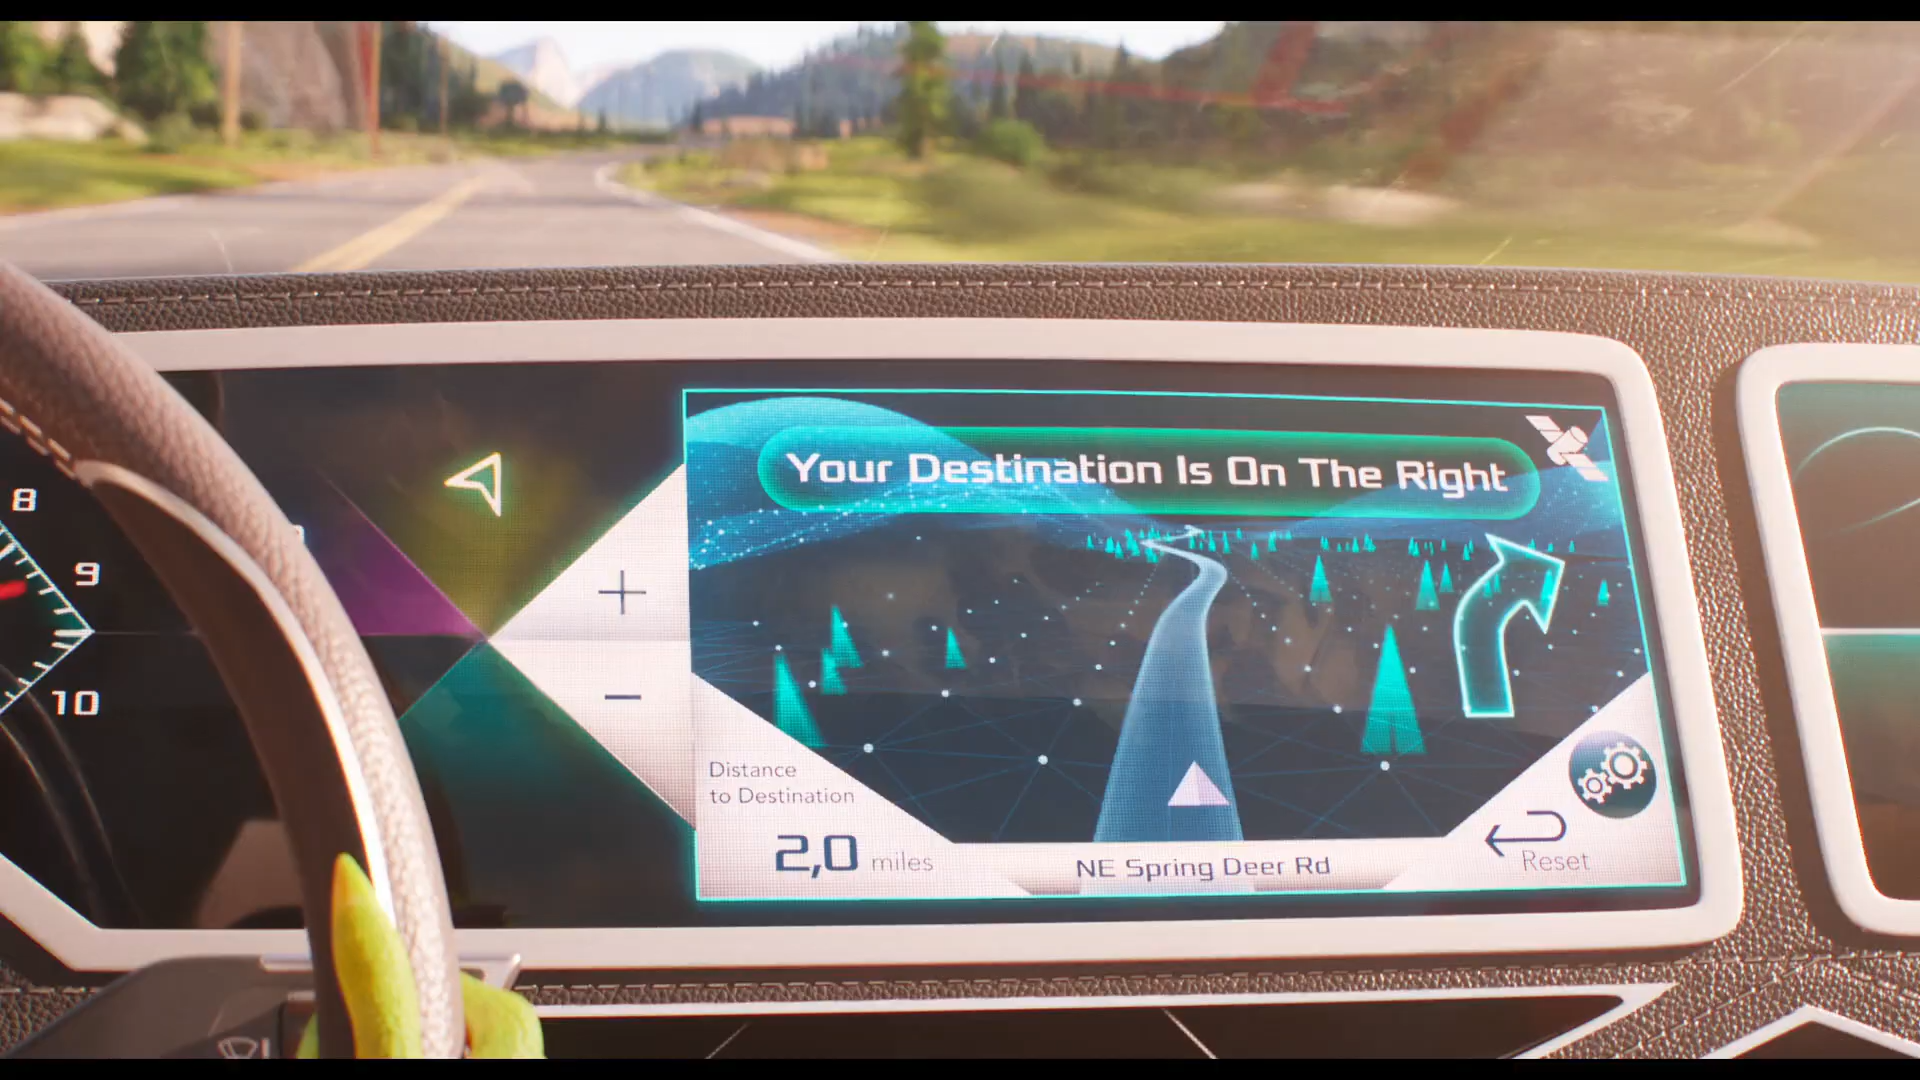 8
9
10
Your Destination Is On The Right
+
−
Distance
to Destination
2,0 miles
NE Spring Deer Rd
Reset